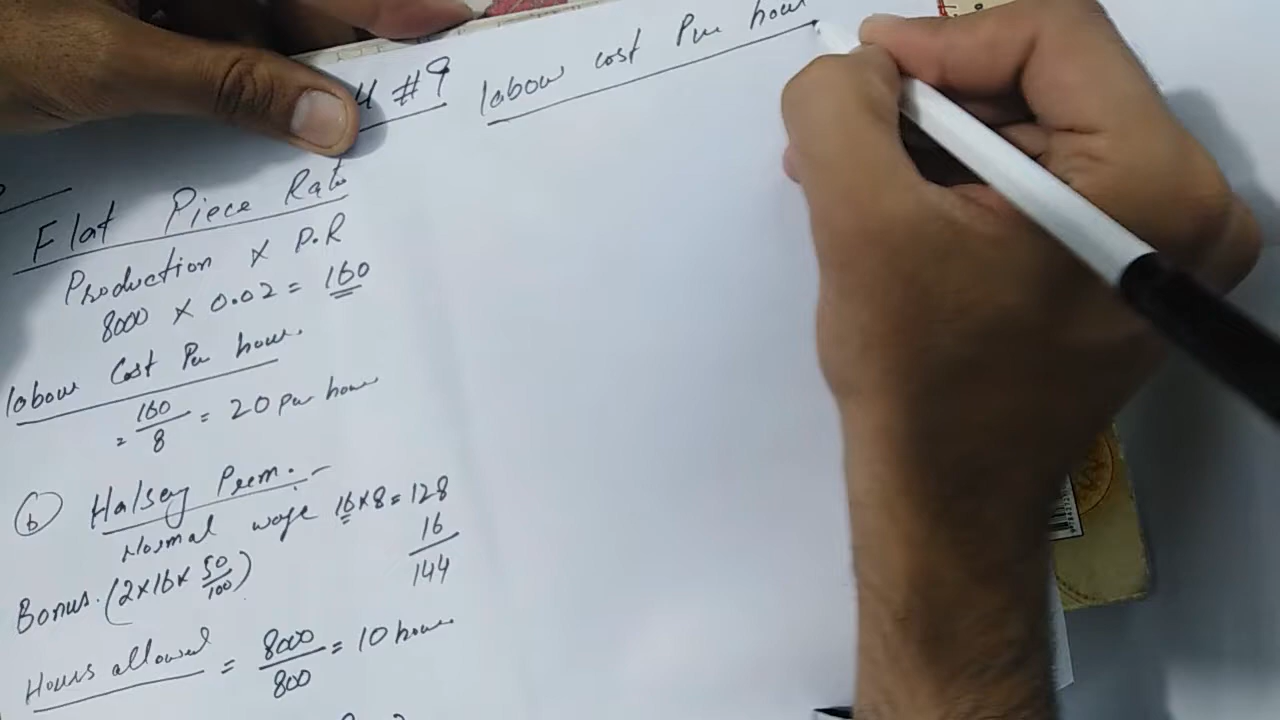 #9
Flat Piece Rate
Production × P.R
8000 × 0.02 = 160
labour Cost Per hour.
= 160/8 = 20 per hour
(b) Halsey Prem. -
Normal wage 16×8 = 128
Bonus. (2×16×50/100) 16
144
Hours allowed = 8000/800 = 10 hours
labour cost Per hour